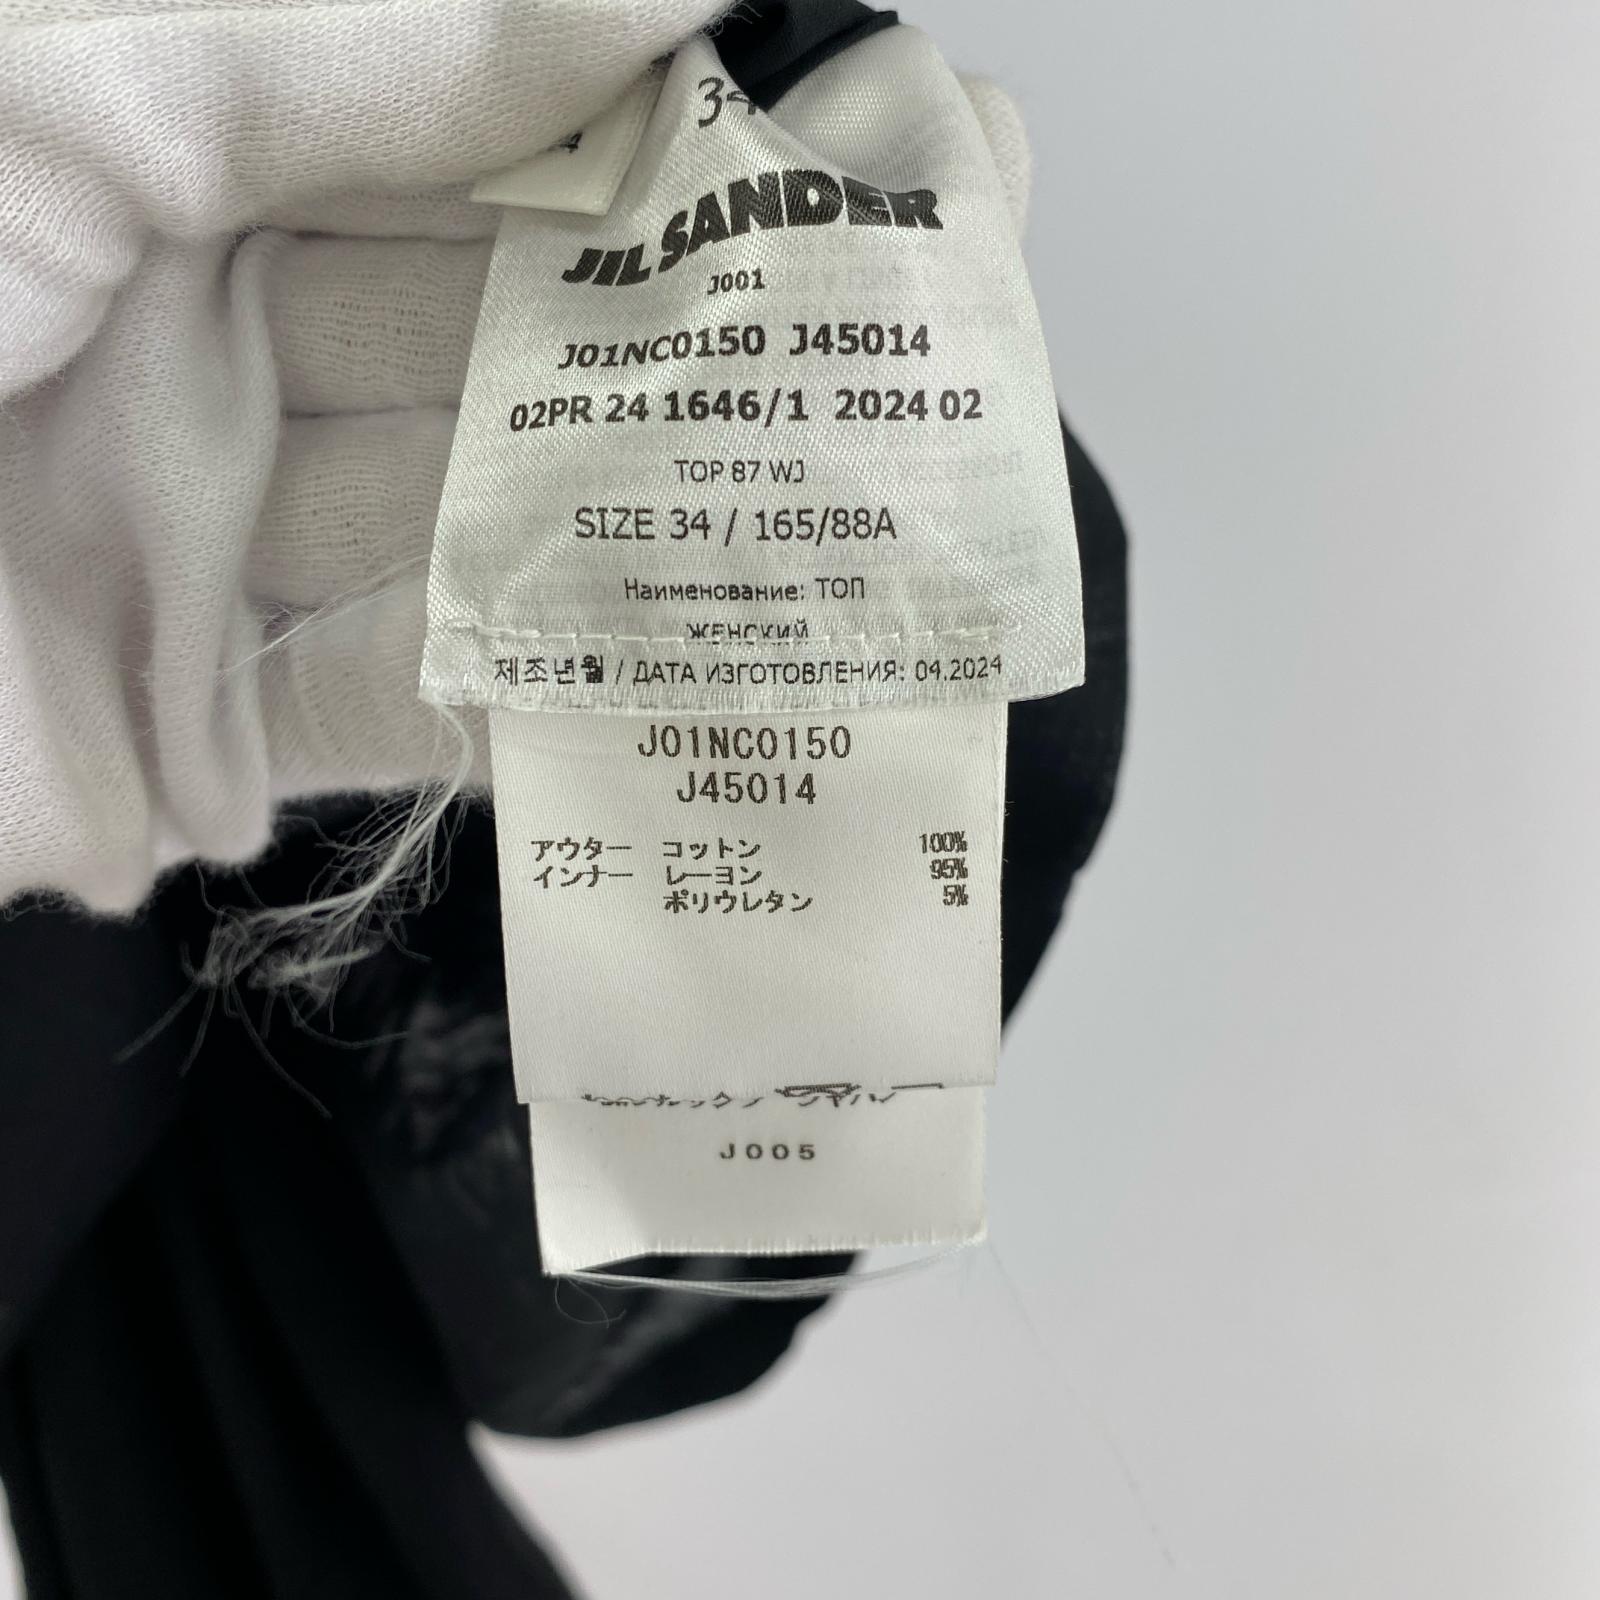 34
JIL SANDER
J001
J01NC0150 J45014
02PR 24 1646/1 2024 02
TOP 87 WJ
SIZE 34 / 165/88A
Наименование: ТОП
ЖЕНСКИЙ
제조년월 / ДАТА ИЗГОТОВЛЕНИЯ: 04.2024
J01NC0150
J45014
アウター コットン 100%
インナー レーヨン 95%
ポリウレタン 5%
J005